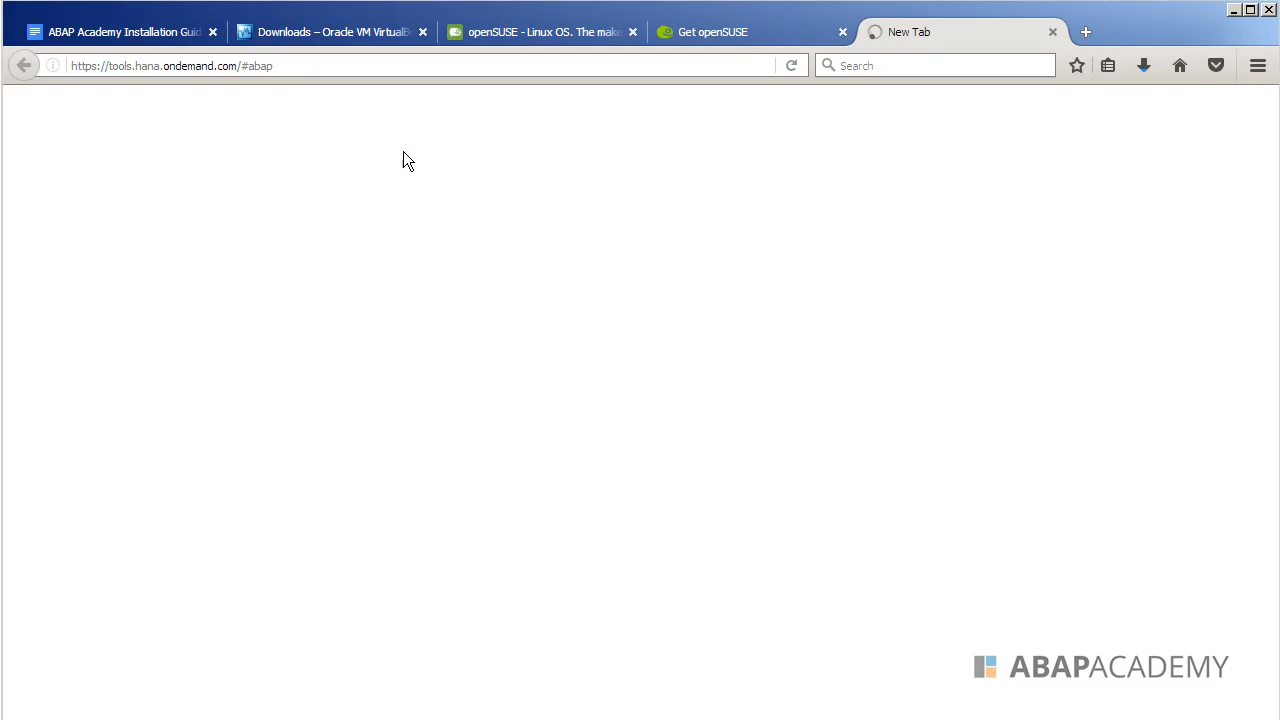 ABAP Academy Installation Guid
Downloads – Oracle VM VirtualB
openSUSE - Linux OS. The make
Get openSUSE
New Tab
https://tools.hana.ondemand.com/#abap
Search
ABAPACADEMY